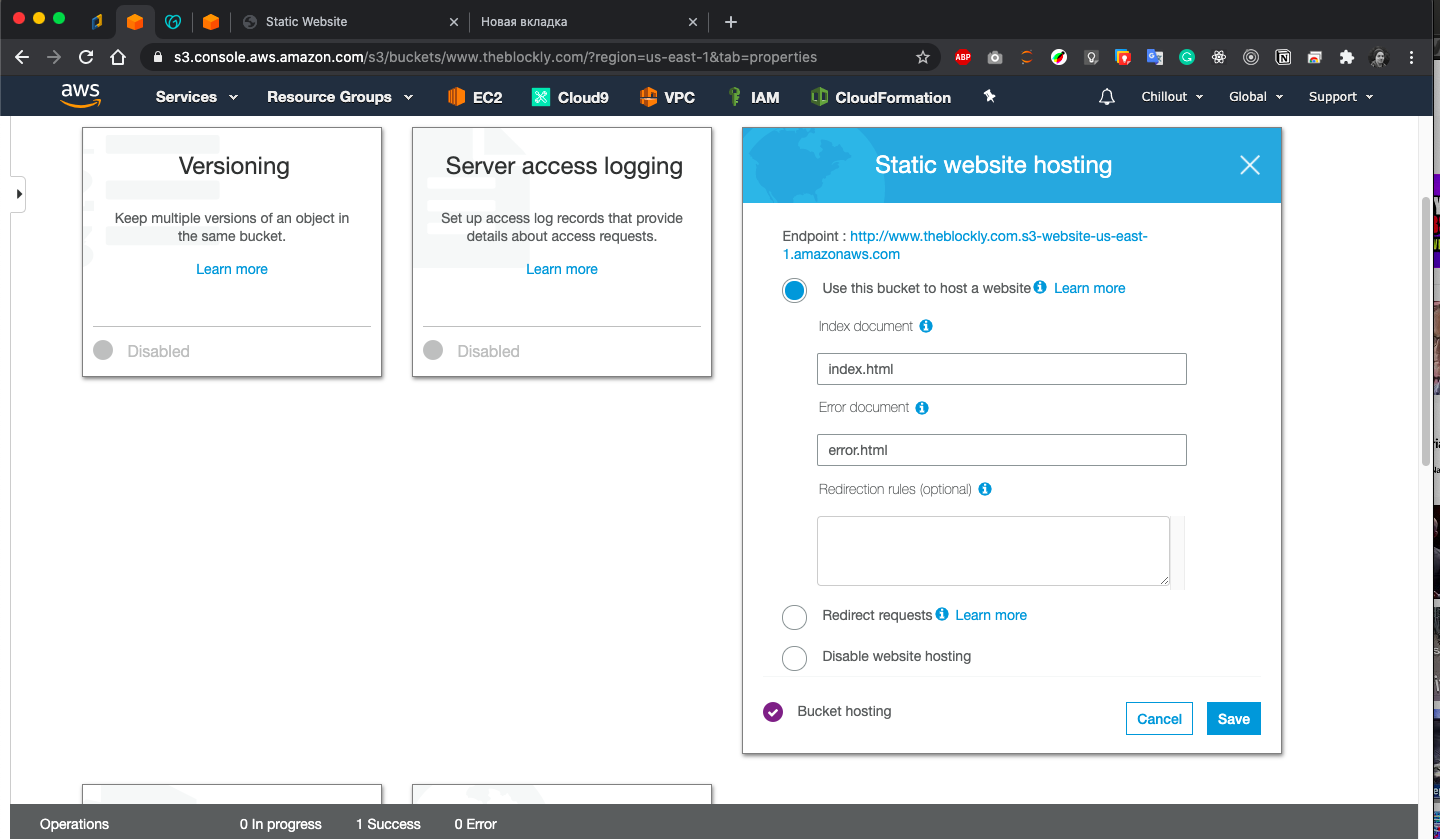 Static Website
Новая вкладка
s3.console.aws.amazon.com/s3/buckets/www.theblockly.com/?region=us-east-1&tab=properties
ABP
aws
Services
Resource Groups
EC2
Cloud9
VPC
IAM
CloudFormation
Chillout
Global
Support
Versioning
Keep multiple versions of an object in
the same bucket.
Learn more
Disabled
Server access logging
Set up access log records that provide
details about access requests.
Learn more
Disabled
Static website hosting
Endpoint : http://www.theblockly.com.s3-website-us-east-
1.amazonaws.com
Use this bucket to host a website Learn more
Index document
index.html
Error document
error.html
Redirection rules (optional)
Redirect requests Learn more
Disable website hosting
Bucket hosting
Cancel
Save
Operations
0 In progress
1 Success
0 Error